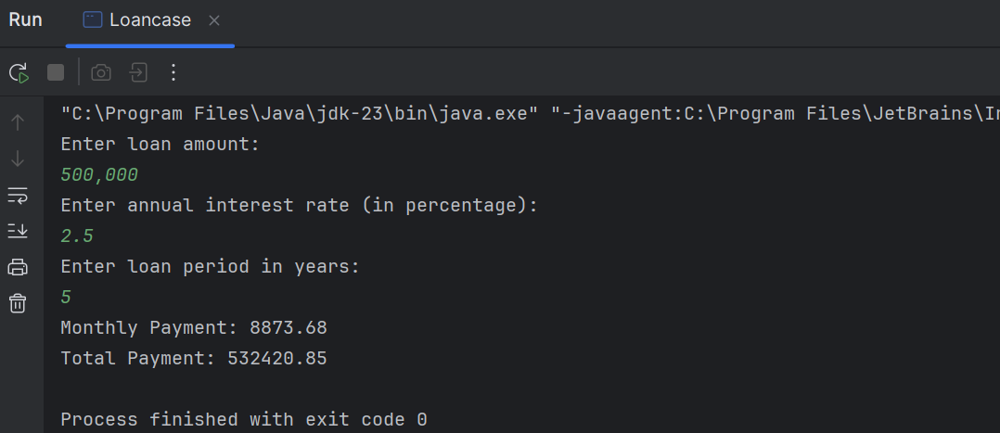 Run Loancase
"C:\Program Files\Java\jdk-23\bin\java.exe" "-javaagent:C:\Program Files\JetBrains\In
Enter loan amount:
500,000
Enter annual interest rate (in percentage):
2.5
Enter loan period in years:
5
Monthly Payment: 8873.68
Total Payment: 532420.85
Process finished with exit code 0